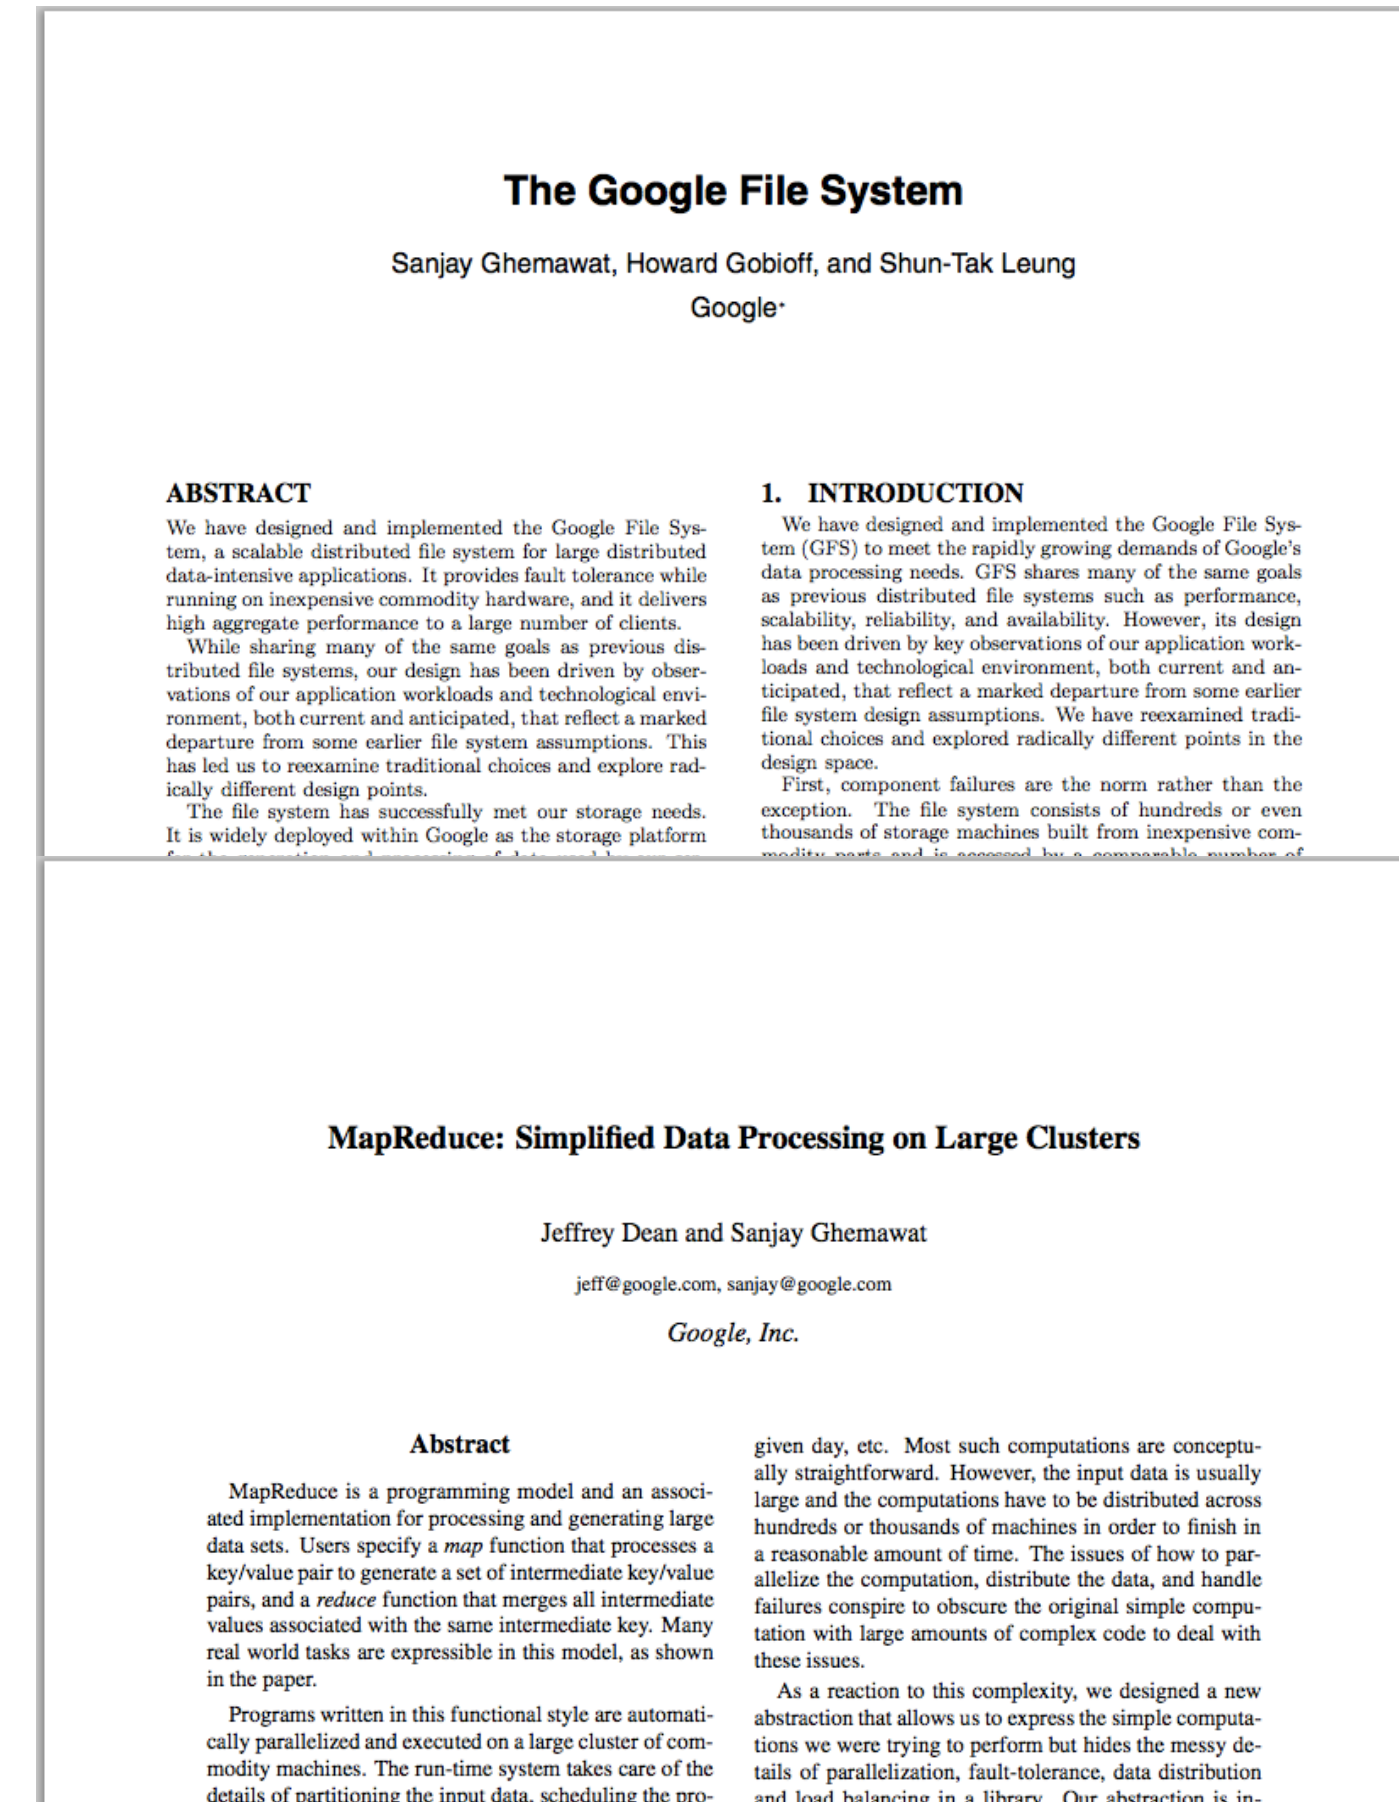 The Google File System
Sanjay Ghemawat, Howard Gobioff, and Shun-Tak Leung
Google*
ABSTRACT
We have designed and implemented the Google File Sys-
tem, a scalable distributed file system for large distributed
data-intensive applications. It provides fault tolerance while
running on inexpensive commodity hardware, and it delivers
high aggregate performance to a large number of clients.
While sharing many of the same goals as previous dis-
tributed file systems, our design has been driven by obser-
vations of our application workloads and technological envi-
ronment, both current and anticipated, that reflect a marked
departure from some earlier file system assumptions. This
has led us to reexamine traditional choices and explore rad-
ically different design points.
The file system has successfully met our storage needs.
It is widely deployed within Google as the storage platform
1. INTRODUCTION
We have designed and implemented the Google File Sys-
tem (GFS) to meet the rapidly growing demands of Google's
data processing needs. GFS shares many of the same goals
as previous distributed file systems such as performance,
scalability, reliability, and availability. However, its design
has been driven by key observations of our application work-
loads and technological environment, both current and an-
ticipated, that reflect a marked departure from some earlier
file system design assumptions. We have reexamined tradi-
tional choices and explored radically different points in the
design space.
First, component failures are the norm rather than the
exception. The file system consists of hundreds or even
thousands of storage machines built from inexpensive com-
modity parts and is accessed by a comparable number of
MapReduce: Simplified Data Processing on Large Clusters
Jeffrey Dean and Sanjay Ghemawat
jeff@google.com, sanjay@google.com
Google, Inc.
Abstract
MapReduce is a programming model and an associ-
ated implementation for processing and generating large
data sets. Users specify a map function that processes a
key/value pair to generate a set of intermediate key/value
pairs, and a reduce function that merges all intermediate
values associated with the same intermediate key. Many
real world tasks are expressible in this model, as shown
in the paper.
Programs written in this functional style are automati-
cally parallelized and executed on a large cluster of com-
modity machines. The run-time system takes care of the
details of partitioning the input data, scheduling the pro-
given day, etc. Most such computations are conceptu-
ally straightforward. However, the input data is usually
large and the computations have to be distributed across
hundreds or thousands of machines in order to finish in
a reasonable amount of time. The issues of how to par-
allelize the computation, distribute the data, and handle
failures conspire to obscure the original simple compu-
tation with large amounts of complex code to deal with
these issues.
As a reaction to this complexity, we designed a new
abstraction that allows us to express the simple computa-
tions we were trying to perform but hides the messy de-
tails of parallelization, fault-tolerance, data distribution
and load balancing in a library. Our abstraction is in-